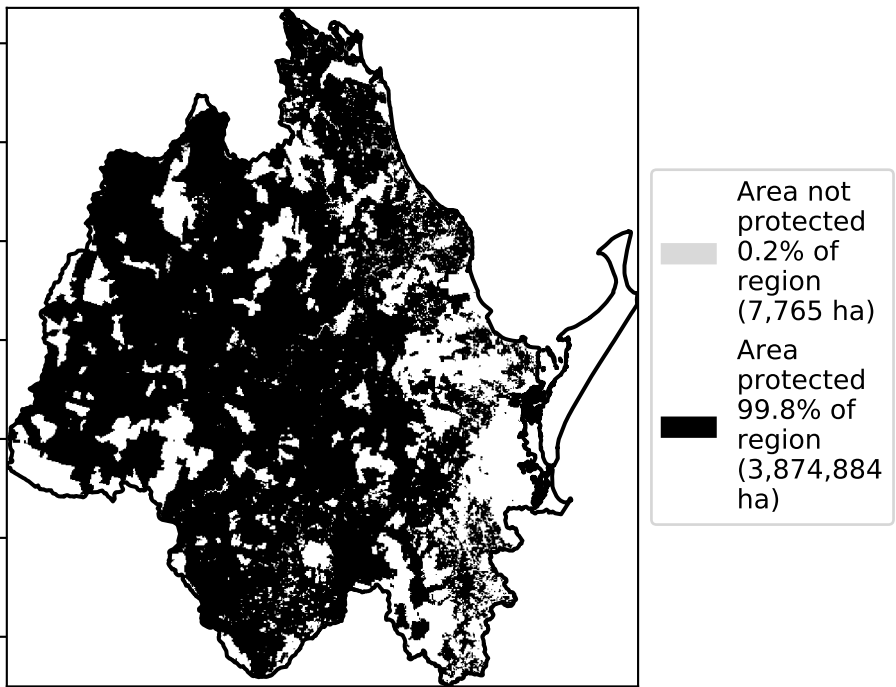 Area not
protected
0.2% of
region
(7,765 ha)
Area
protected
99.8% of
region
(3,874,884
ha)